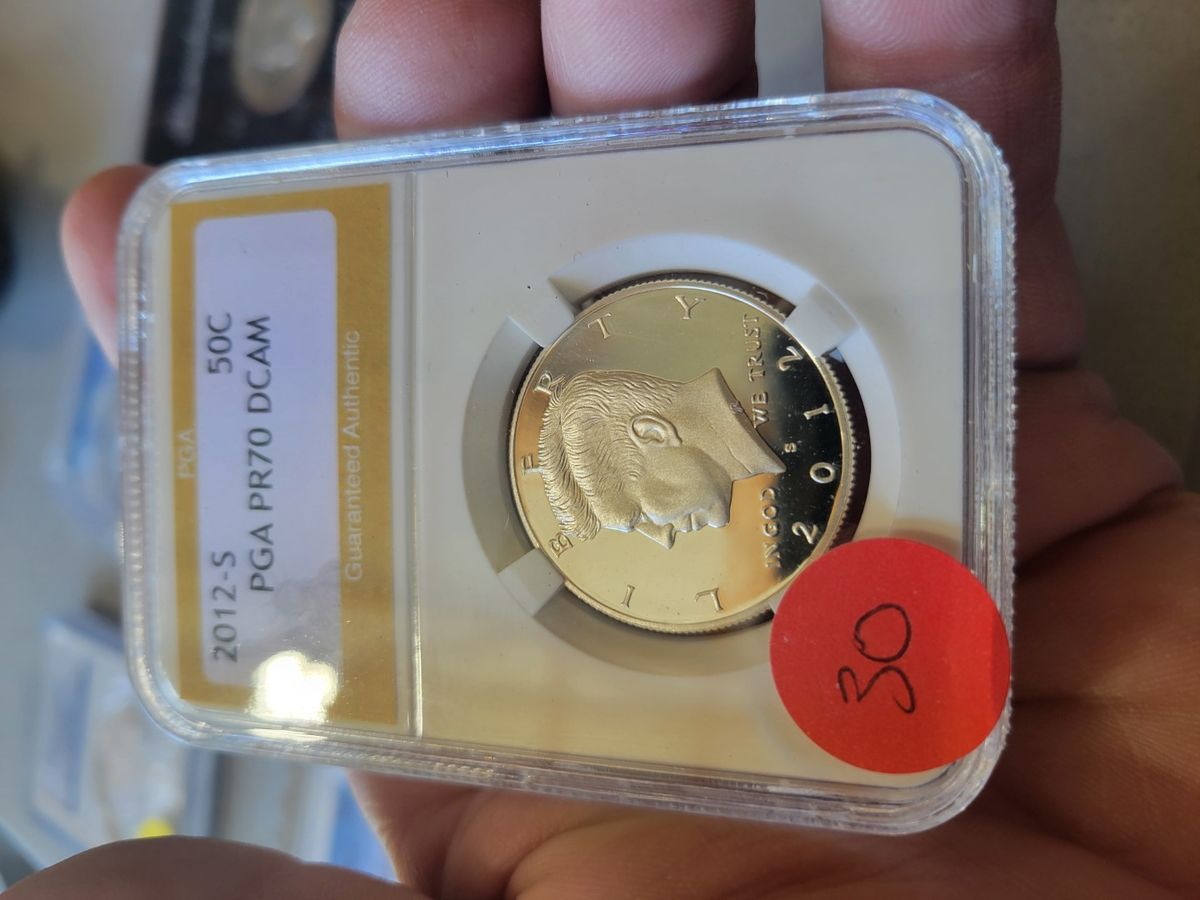 PGA
2012-S 50C
PGA PR70 DCAM
Guaranteed Authentic
LIBERTY
IN GOD WE TRUST
S
2012
30